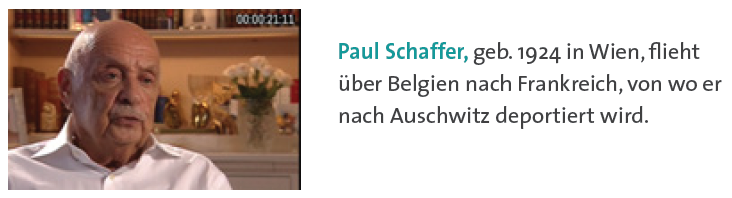 00:00:21:11
Paul Schaffer, geb. 1924 in Wien, flieht
über Belgien nach Frankreich, von wo er
nach Auschwitz deportiert wird.